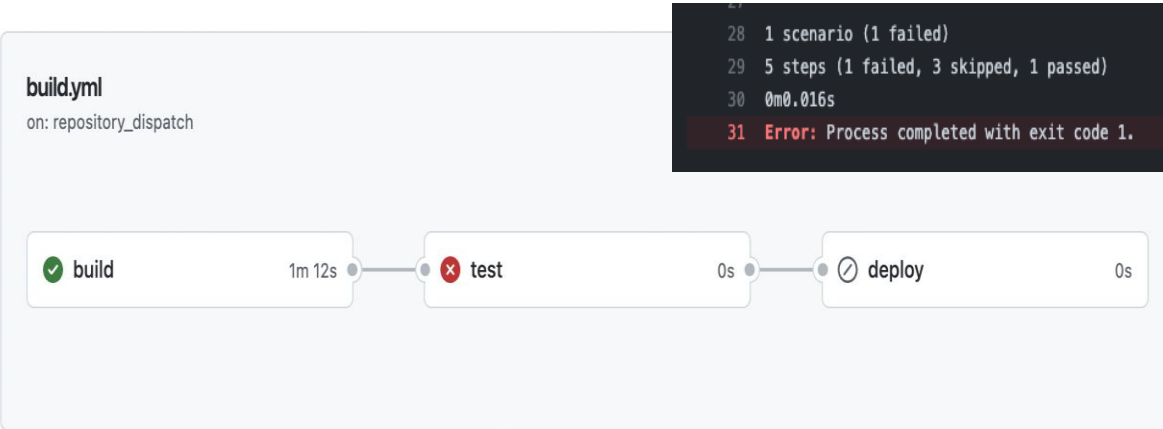 build.yml
on: repository_dispatch
28 1 scenario (1 failed)
29 5 steps (1 failed, 3 skipped, 1 passed)
30 0m0.016s
31 Error: Process completed with exit code 1.
build 1m 12s
test 0s
deploy 0s